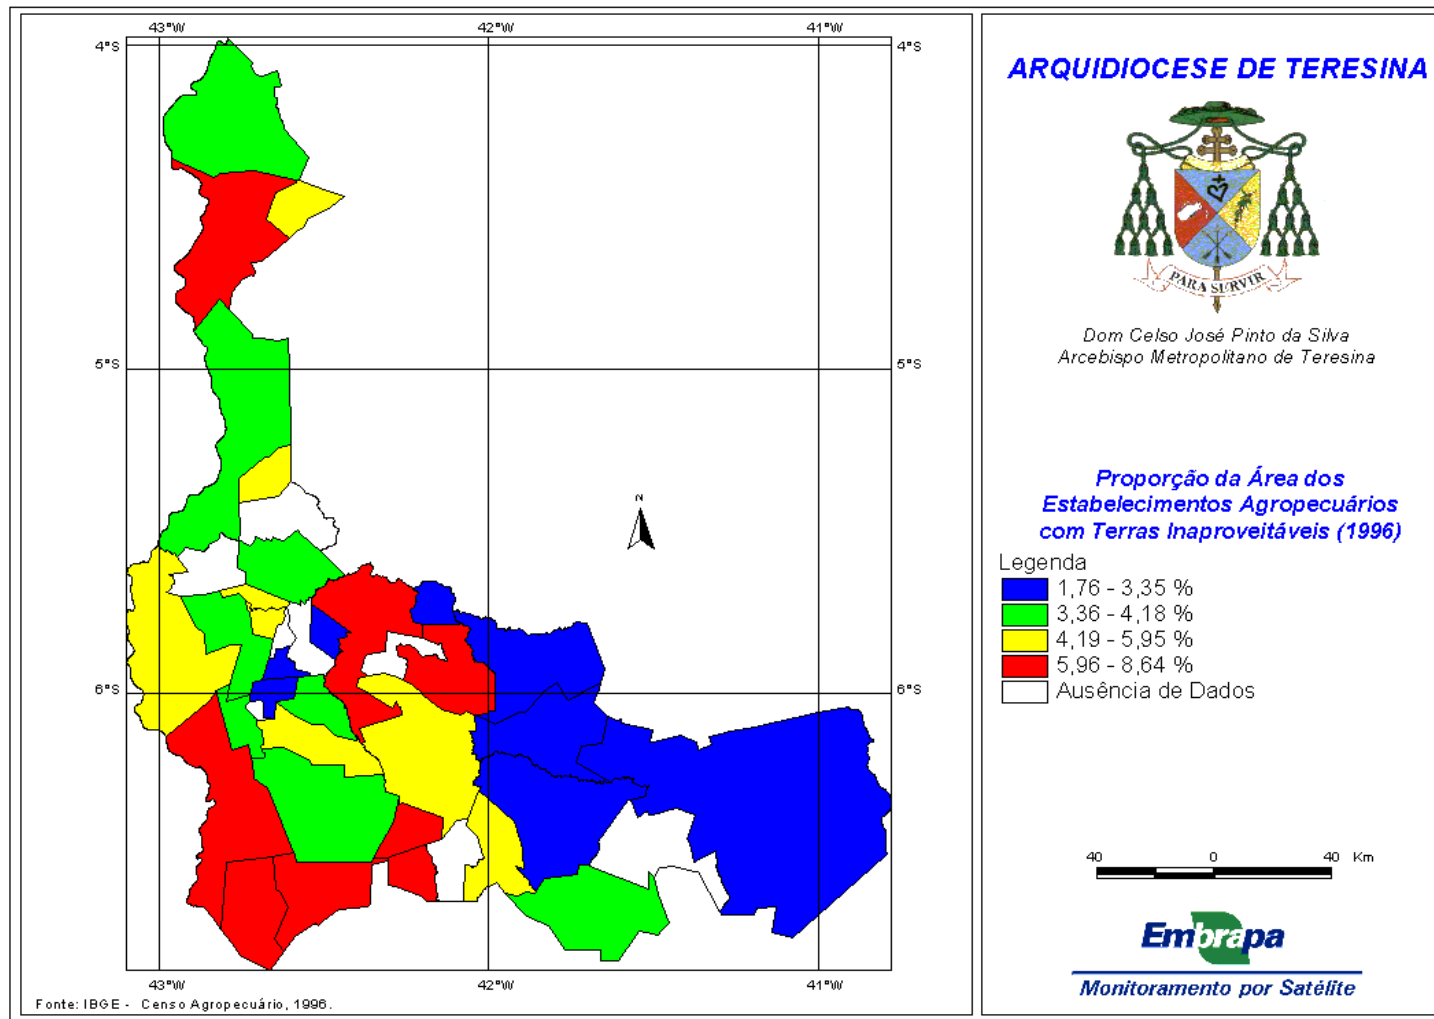 43°W 42°W 41°W
4°S 4°S
5°S 5°S
6°S 6°S
N
43°W 42°W 41°W
Fonte: IBGE - Censo Agropecuário, 1996.
ARQUIDIOCESE DE TERESINA
PARA SERVIR
Dom Celso José Pinto da Silva
Arcebispo Metropolitano de Teresina
Proporção da Área dos
Estabelecimentos Agropecuários
com Terras Inaproveitáveis (1996)
Legenda
1,76 - 3,35 %
3,36 - 4,18 %
4,19 - 5,95 %
5,96 - 8,64 %
Ausência de Dados
40 0 40 Km
Embrapa
Monitoramento por Satélite